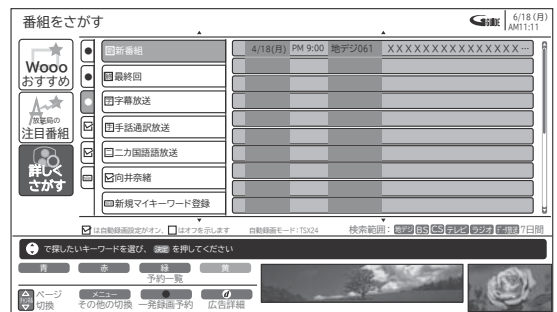 番組をさがす
GGUIDE
6/18 (月)
AM11:11
Wooo
おすすめ
放送局の
注目番組
詳しく
さがす
新番組
4/18(月) PM 9:00 地デジ061 XXXXXXXXXXXXXXX…
最終回
字幕放送
手話通訳放送
二カ国語放送
向井奈緒
新規マイキーワード登録
は自動録画設定がオン、 はオフを示します 自動録画モード:TSX24 検索範囲: 地デジ BS CS テレビ ラジオ 7日間
で探したいキーワードを選び、 決定 を押してください
青 赤 緑 黄
予約一覧
ページ切換
メニュー
その他の切換 一発録画予約 広告詳細